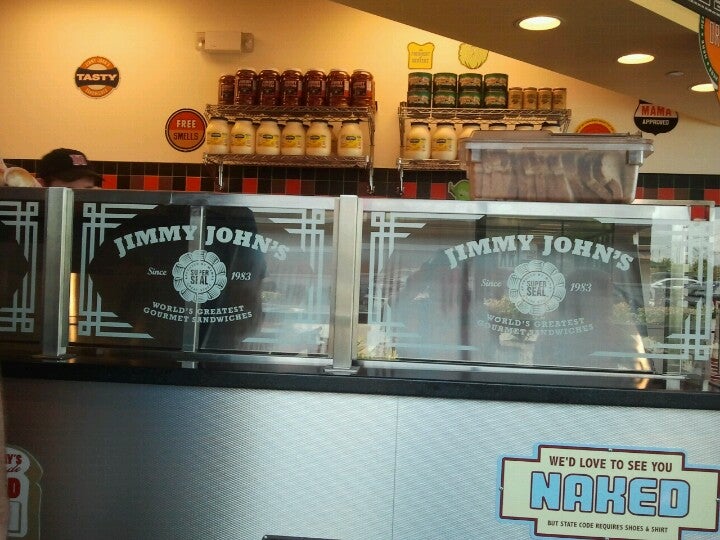 TASTY
FREE
SMELLS
MAMA
APPROVED
JIMMY JOHN'S
Since
SUPER
SEAL
1983
WORLD'S GREATEST
GOURMET SANDWICHES
JIMMY JOHN'S
Since
SUPER
SEAL
1983
WORLD'S GREATEST
GOURMET SANDWICHES
WE'D LOVE TO SEE YOU
NAKED
BUT STATE CODE REQUIRES SHOES & SHIRT